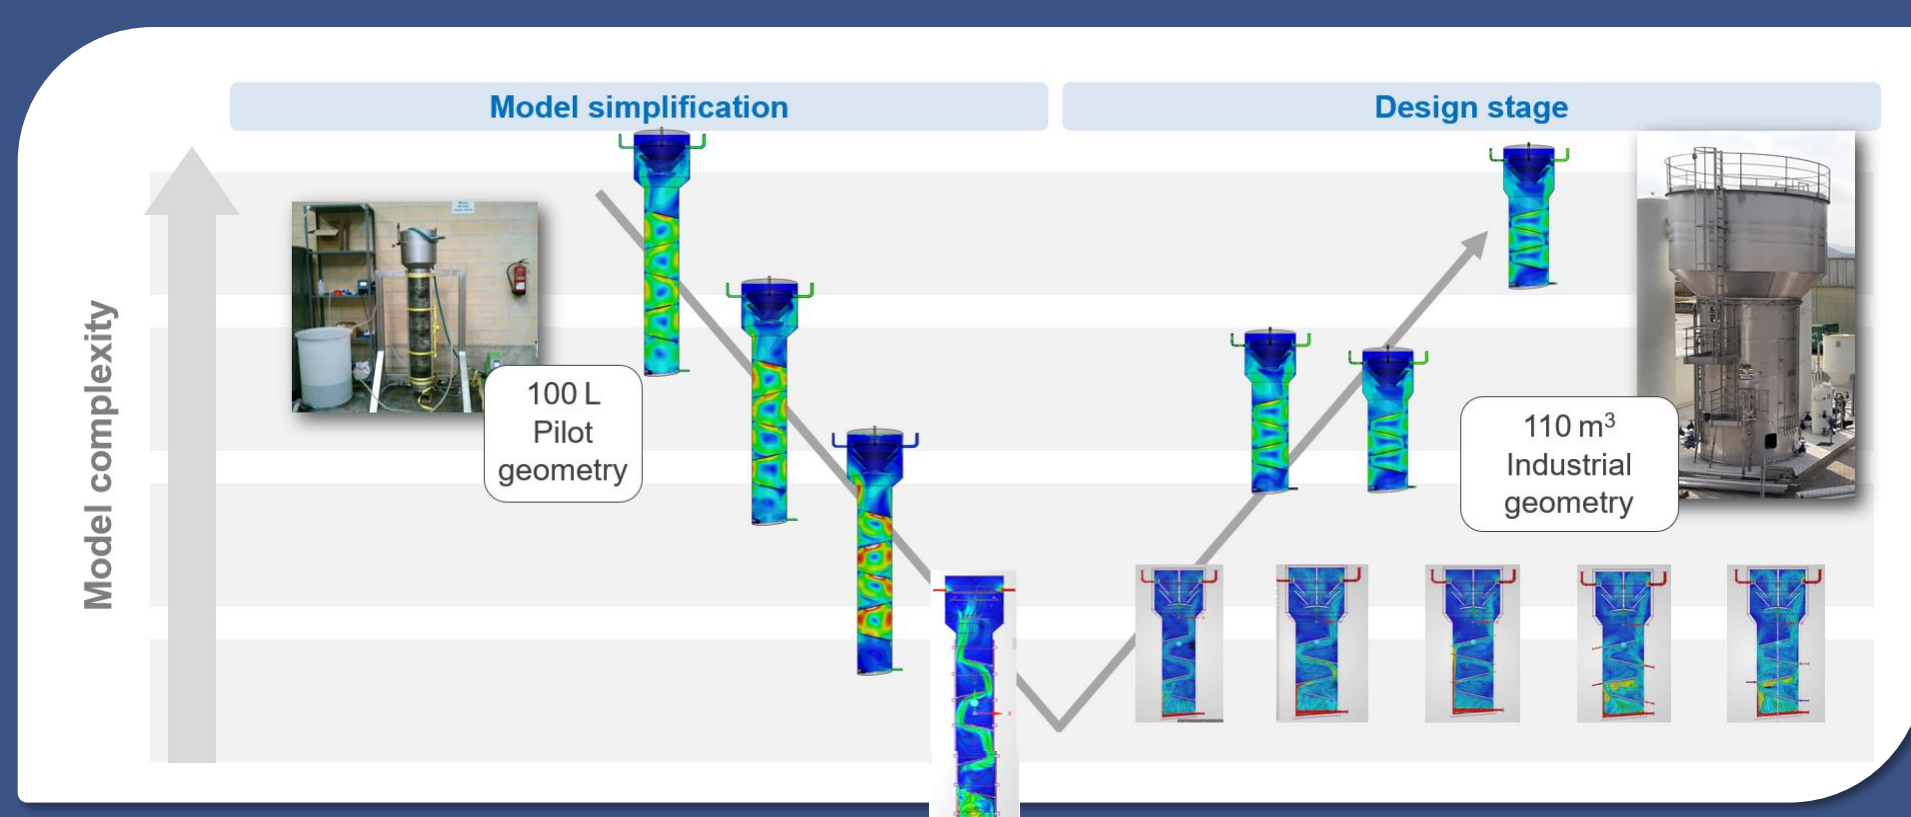 Model simplification
Design stage
Model complexity
100 L
Pilot
geometry
110 m³
Industrial
geometry